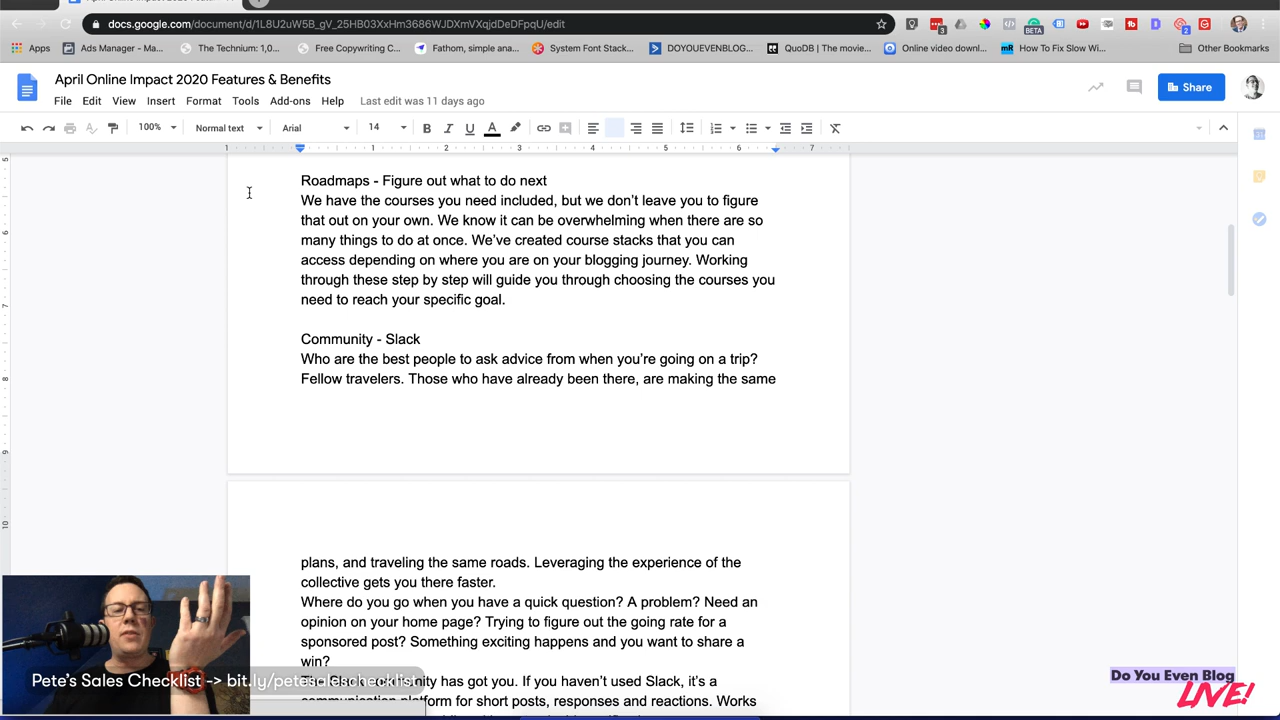 docs.google.com/document/d/1L8U2uW5B_gV_25HB03XxHm3686WJDXmVXqjdDeDFpqU/edit
Apps
Ads Manager - Ma...
The Technium: 1,0...
Free Copywriting C...
Fathom, simple ana...
System Font Stack...
DOYOUEVENBLOG...
QuoDB | The movie...
Online video downl...
How To Fix Slow Wi...
Other Bookmarks
April Online Impact 2020 Features & Benefits
File Edit View Insert Format Tools Add-ons Help Last edit was 11 days ago
Share
100% Normal text Arial 14
Roadmaps - Figure out what to do next
We have the courses you need included, but we don’t leave you to figure
that out on your own. We know it can be overwhelming when there are so
many things to do at once. We’ve created course stacks that you can
access depending on where you are on your blogging journey. Working
through these step by step will guide you through choosing the courses you
need to reach your specific goal.
Community - Slack
Who are the best people to ask advice from when you’re going on a trip?
Fellow travelers. Those who have already been there, are making the same
plans, and traveling the same roads. Leveraging the experience of the
collective gets you there faster.
Where do you go when you have a quick question? A problem? Need an
opinion on your home page? Trying to figure out the going rate for a
sponsored post? Something exciting happens and you want to share a
win?
has got you. If you haven’t used Slack, it’s a
platform for short posts, responses and reactions. Works
Pete’s Sales Checklist -> bit.ly/petesaleschecklist
Do You Even Blog
LIVE!